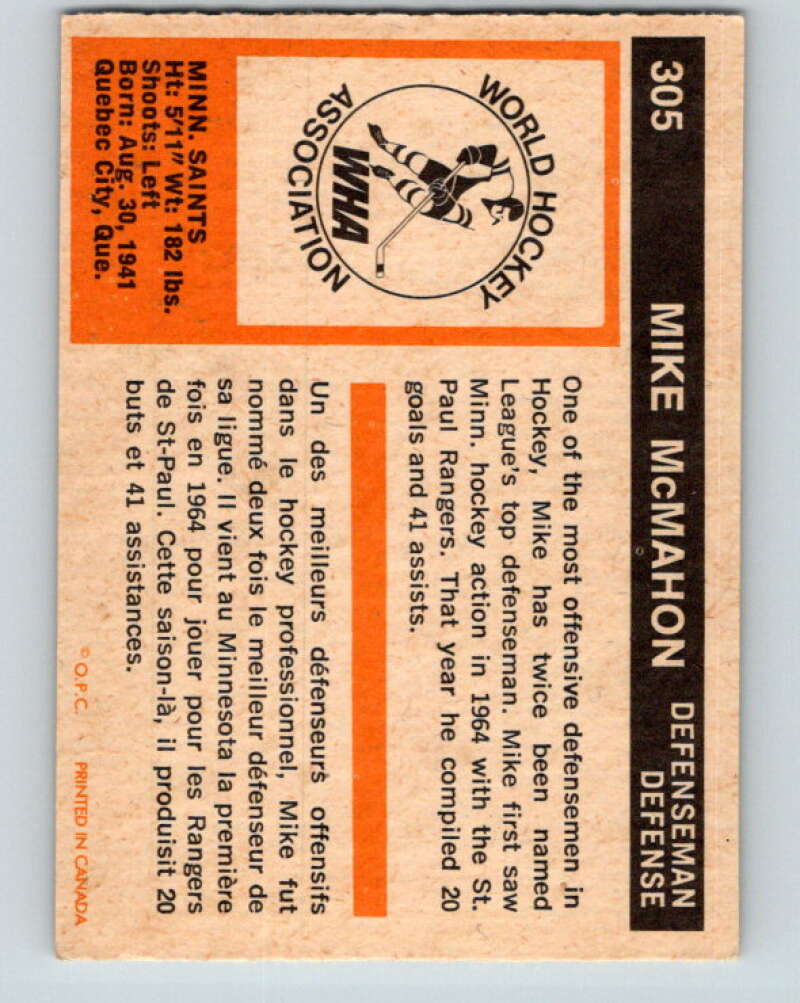 305
MIKE McMAHON
DEFENSEMAN
DEFENSE
WORLD HOCKEY
ASSOCIATION
WHA
MINN. SAINTS
Ht: 5'11" Wt: 182 lbs.
Shoots: Left
Born: Aug. 30, 1941
Quebec City, Que.
One of the most offensive defensemen in
Hockey, Mike has twice been named
League's top defenseman. Mike first saw
Minn. hockey action in 1964 with the St.
Paul Rangers. That year he compiled 20
goals and 41 assists.
Un des meilleurs défenseurs offensifs
dans le hockey professionnel, Mike fut
nommé deux fois le meilleur défenseur de
sa ligue. Il vient au Minnesota la première
fois en 1964 pour jouer pour les Rangers
de St-Paul. Cette saison-là, il produisit 20
buts et 41 assistances.
© O.P.C. PRINTED IN CANADA